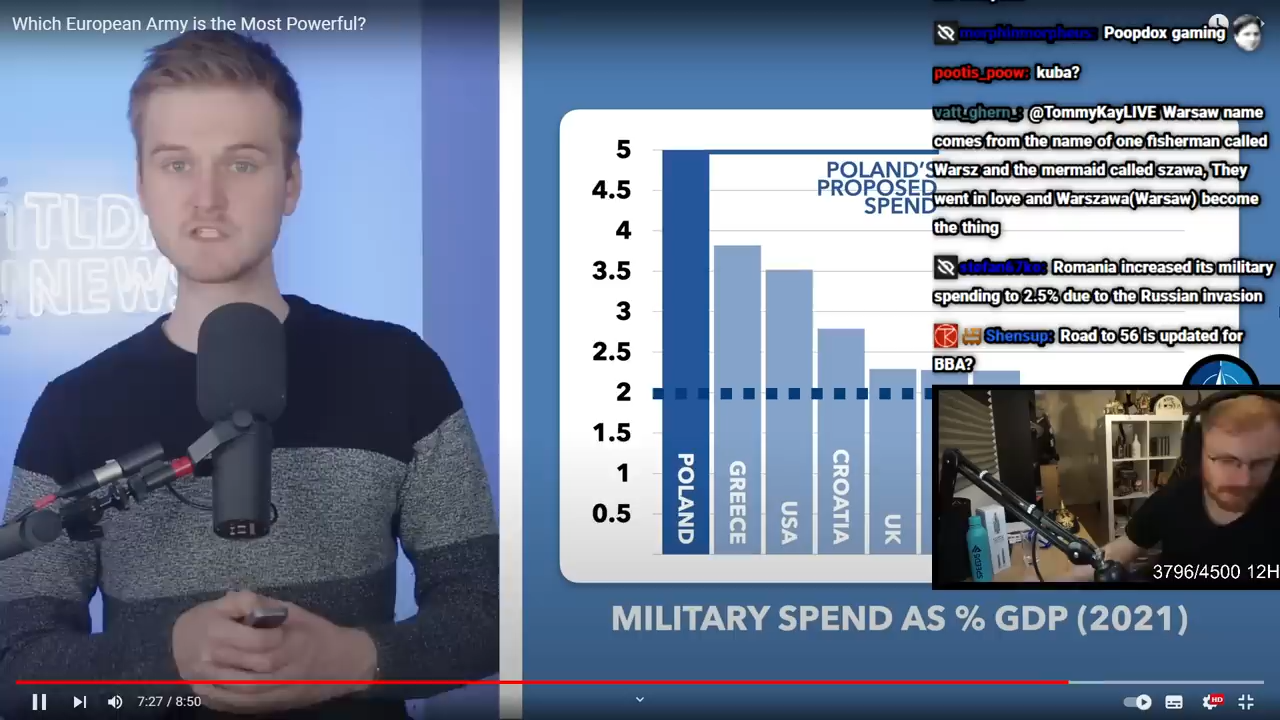 Which European Army is the Most Powerful?
morphinmorpheus: Poopdox gaming
pootis_poow: kuba?
vatt_ghern_: @TommyKayLIVE Warsaw name
comes from the name of one fisherman called
Warsz and the mermaid called szawa, They
went in love and Warszawa(Warsaw) become
the thing
stefan67ko: Romania increased its military
spending to 2.5% due to the Russian invasion
Shensup: Road to 56 is updated for
BBA?
TLD
NEWS
5
4.5
4
3.5
3
2.5
2
1.5
1
0.5
POLAND'S
PROPOSED
SPEND
POLAND
GREECE
USA
CROATIA
UK
3796/4500 12H
MILITARY SPEND AS % GDP (2021)
7:27 / 8:50
HD